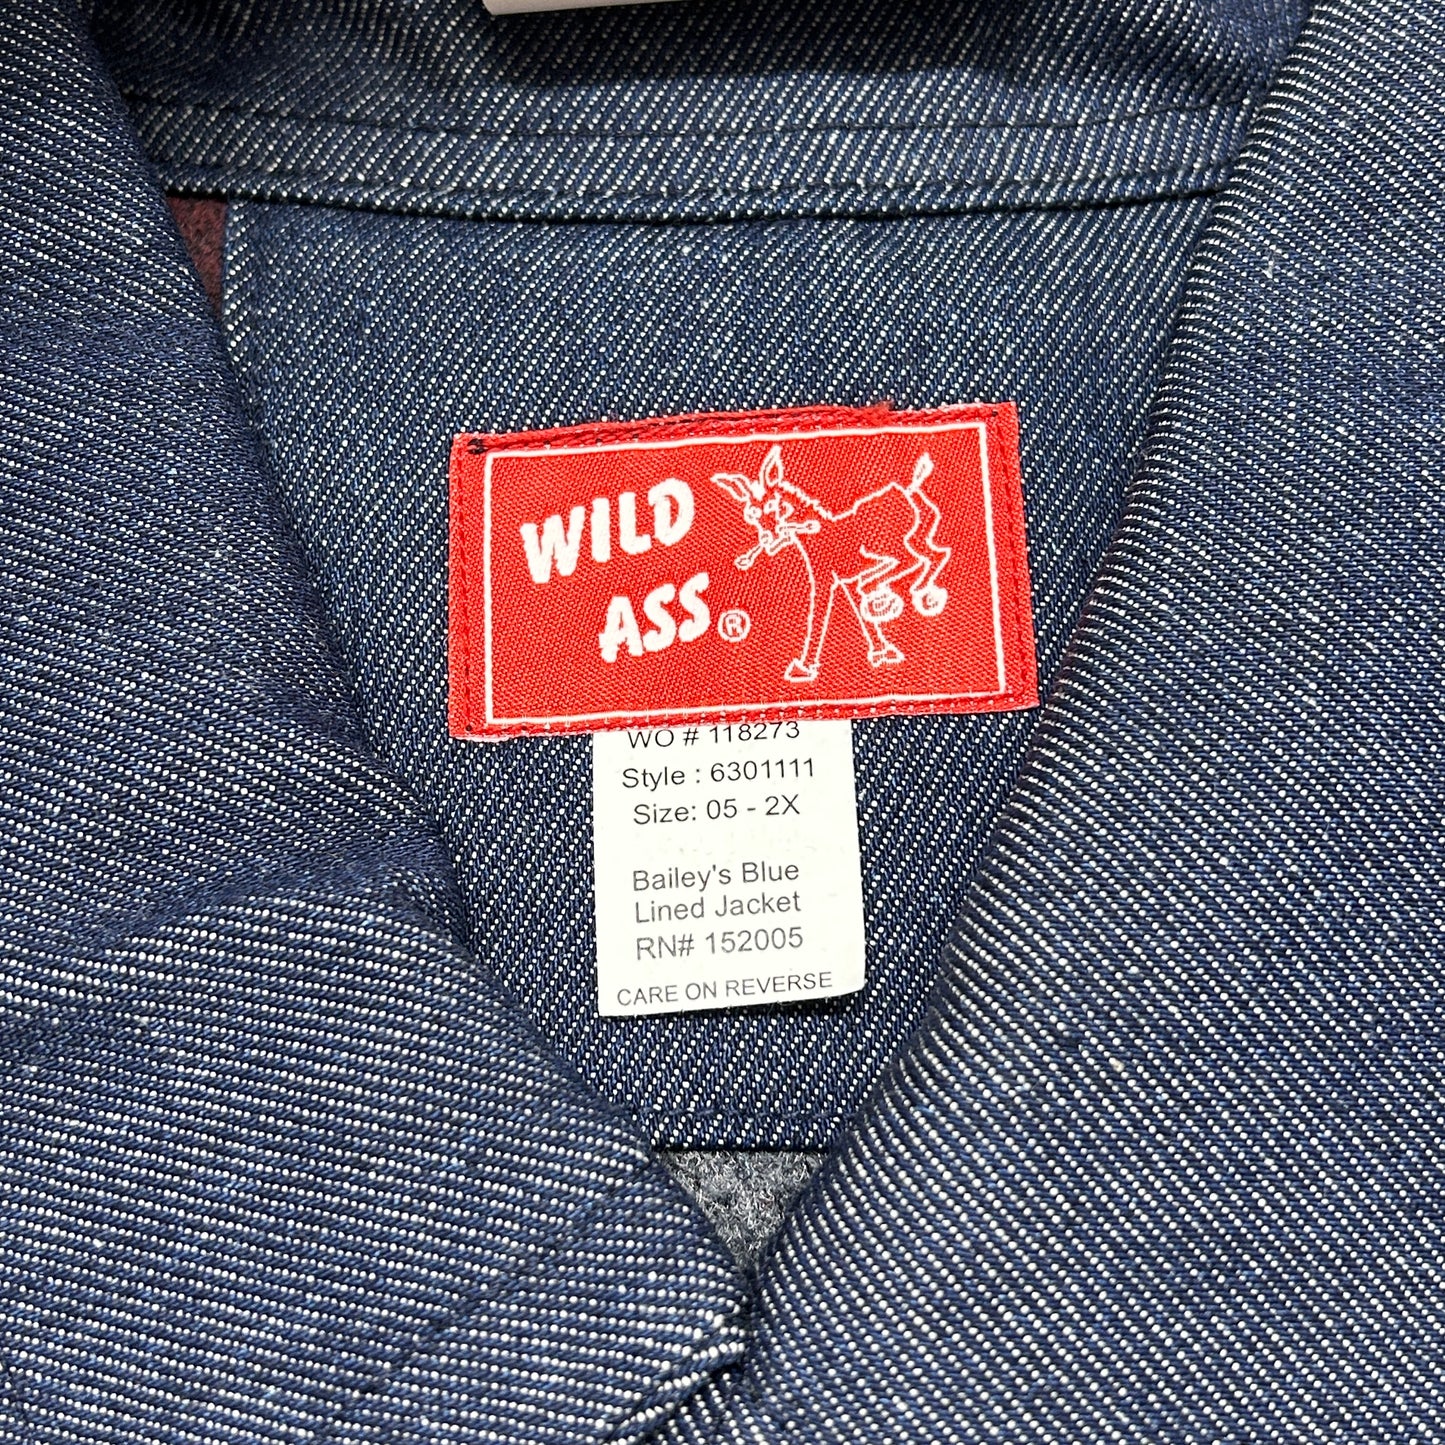 WILD
ASS®
WO # 118273
Style : 6301111
Size: 05 - 2X
Bailey's Blue
Lined Jacket
RN# 152005
CARE ON REVERSE